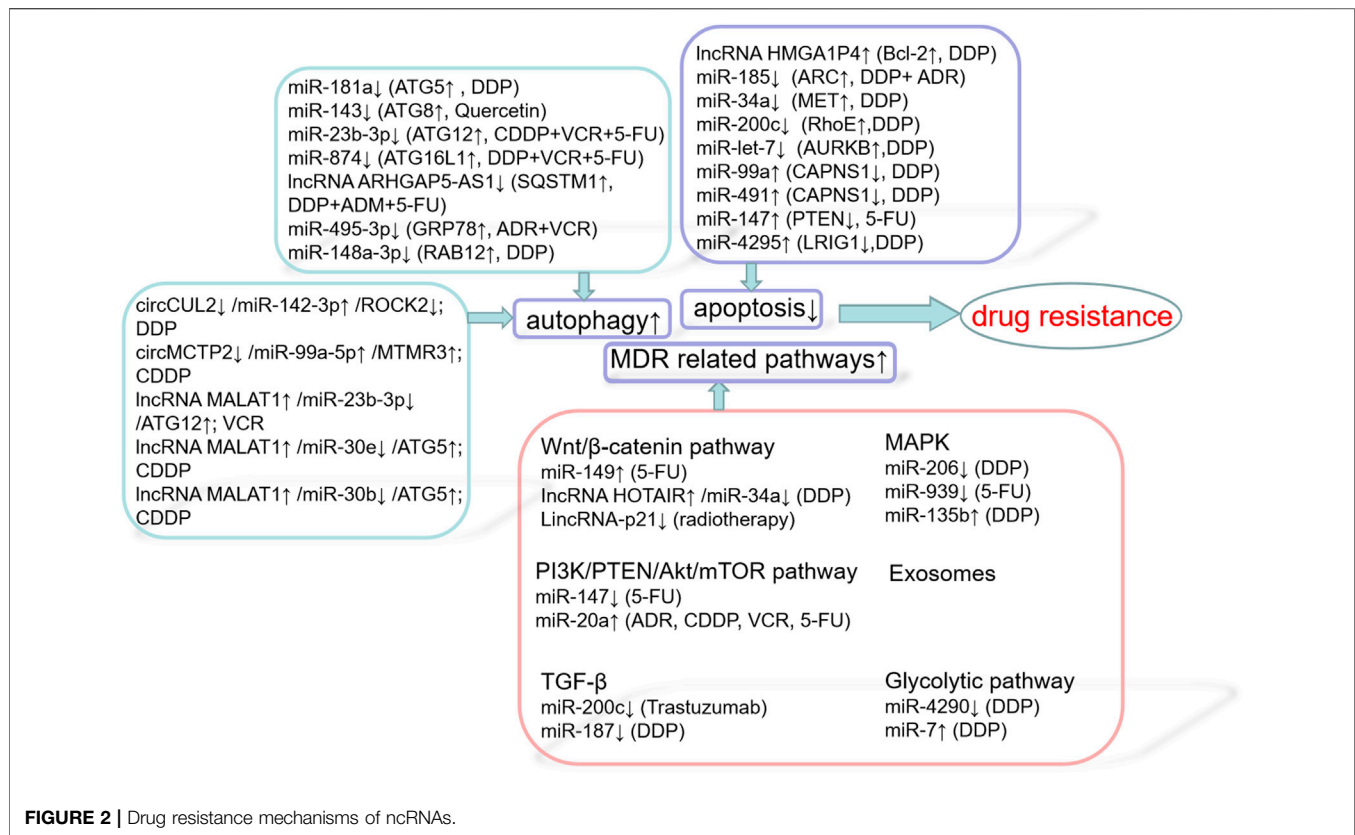 miR-181a↓ (ATG5↑ , DDP)
miR-143↓ (ATG8↑, Quercetin)
miR-23b-3p↓ (ATG12↑, CDDP+VCR+5-FU)
miR-874↓ (ATG16L1↑, DDP+VCR+5-FU)
lncRNA ARHGAP5-AS1↓ (SQSTM1↑,
DDP+ADM+5-FU)
miR-495-3p↓ (GRP78↑, ADR+VCR)
miR-148a-3p↓ (RAB12↑, DDP)
lncRNA HMGA1P4↑ (Bcl-2↑, DDP)
miR-185↓ (ARC↑, DDP+ ADR)
miR-34a↓ (MET↑, DDP)
miR-200c↓ (RhoE↑,DDP)
miR-let-7↓ (AURKB↑,DDP)
miR-99a↑ (CAPNS1↓, DDP)
miR-491↑ (CAPNS1↓, DDP)
miR-147↑ (PTEN↓, 5-FU)
miR-4295↑ (LRIG1↓,DDP)
circCUL2↓ /miR-142-3p↑ /ROCK2↓;
DDP
circMCTP2↓ /miR-99a-5p↑ /MTMR3↑;
CDDP
lncRNA MALAT1↑ /miR-23b-3p↓
/ATG12↑; VCR
lncRNA MALAT1↑ /miR-30e↓ /ATG5↑;
CDDP
lncRNA MALAT1↑ /miR-30b↓ /ATG5↑;
CDDP
autophagy↑
apoptosis↓
drug resistance
MDR related pathways↑
Wnt/β-catenin pathway
miR-149↑ (5-FU)
lncRNA HOTAIR↑ /miR-34a↓ (DDP)
LincRNA-p21↓ (radiotherapy)
MAPK
miR-206↓ (DDP)
miR-939↓ (5-FU)
miR-135b↑ (DDP)
PI3K/PTEN/Akt/mTOR pathway
miR-147↓ (5-FU)
miR-20a↑ (ADR, CDDP, VCR, 5-FU)
Exosomes
TGF-β
miR-200c↓ (Trastuzumab)
miR-187↓ (DDP)
Glycolytic pathway
miR-4290↓ (DDP)
miR-7↑ (DDP)
FIGURE 2 | Drug resistance mechanisms of ncRNAs.